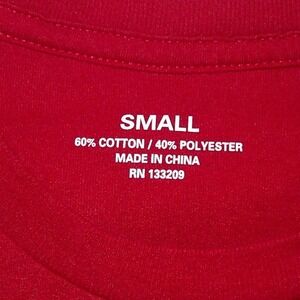 SMALL
60% COTTON / 40% POLYESTER
MADE IN CHINA
RN 133209